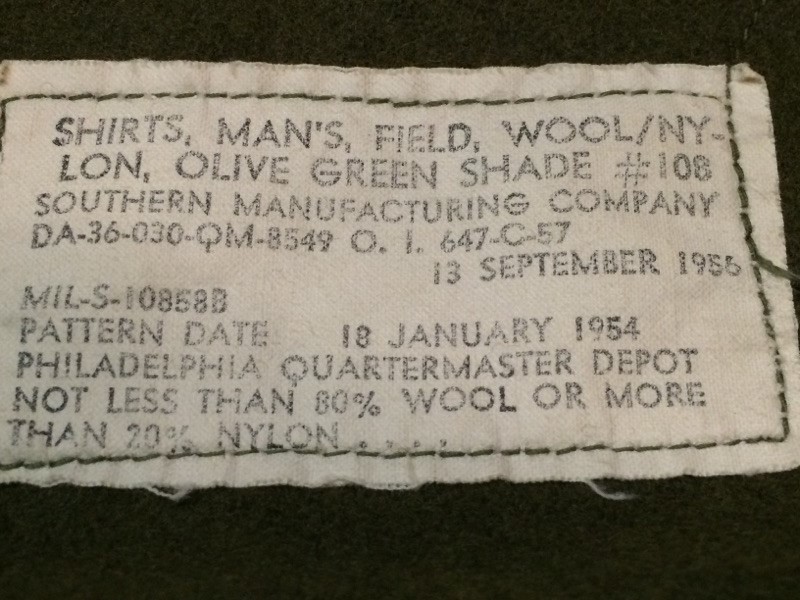 SHIRTS, MAN'S, FIELD, WOOL/NY-
LON, OLIVE GREEN SHADE #108
SOUTHERN MANUFACTURING COMPANY
DA-36-030-QM-8549 O. I. 647-C-57
13 SEPTEMBER 1956
MIL-S-10858B
PATTERN DATE 18 JANUARY 1954
PHILADELPHIA QUARTERMASTER DEPOT
NOT LESS THAN 80% WOOL OR MORE
THAN 20% NYLON . . . .